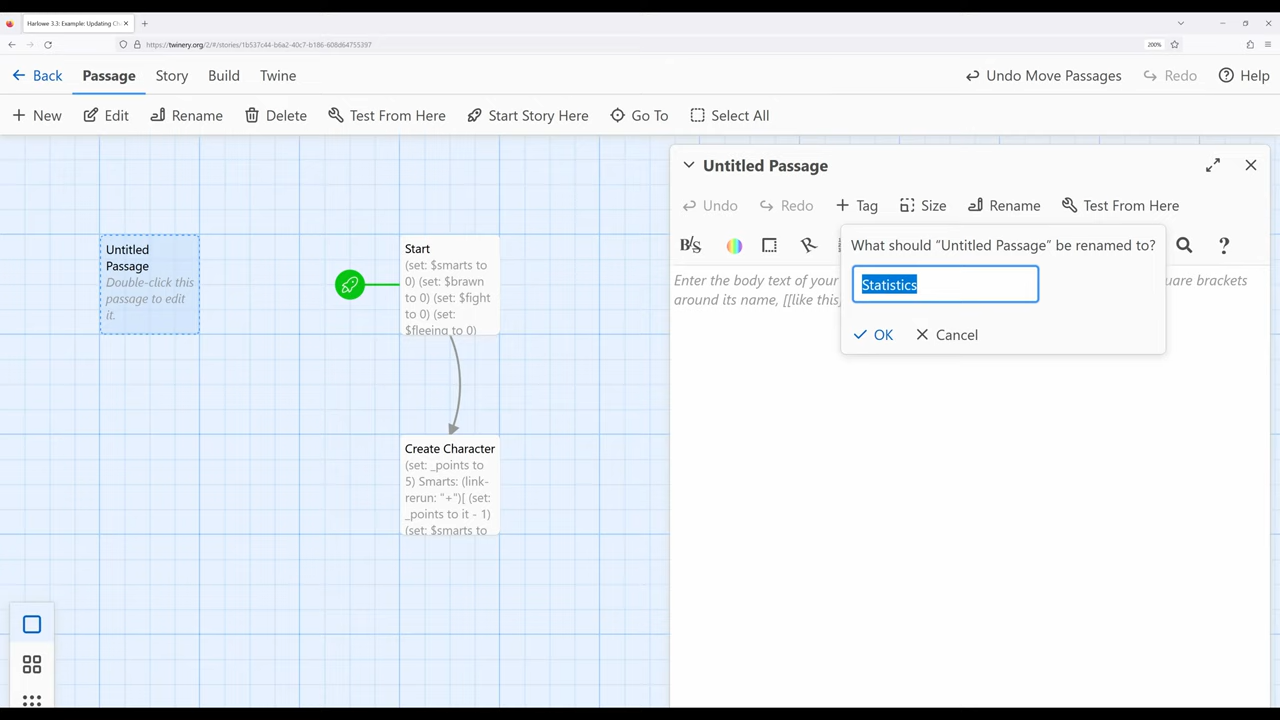 Harlowe 3.3: Example: Updating Ch
https://twinery.org/2/#/stories/1b537c44-b6a2-40c7-b186-608d64755397
200%
Back Passage Story Build Twine Undo Move Passages Redo Help
New Edit Rename Delete Test From Here Start Story Here Go To Select All
Untitled
Passage
Double-click this
passage to edit
it.
Start
(set: $smarts to
0) (set: $brawn
to 0) (set: $fight
to 0) (set:
$fleeing to 0)
Create Character
(set: _points to
5) Smarts: (link-
rerun: "+")[ (set:
_points to it - 1)
(set: $smarts to
Untitled Passage
Undo Redo + Tag Size Rename Test From Here
What should “Untitled Passage” be renamed to?
Statistics
OK Cancel
Enter the body text of your
around its name, [[like this
square brackets